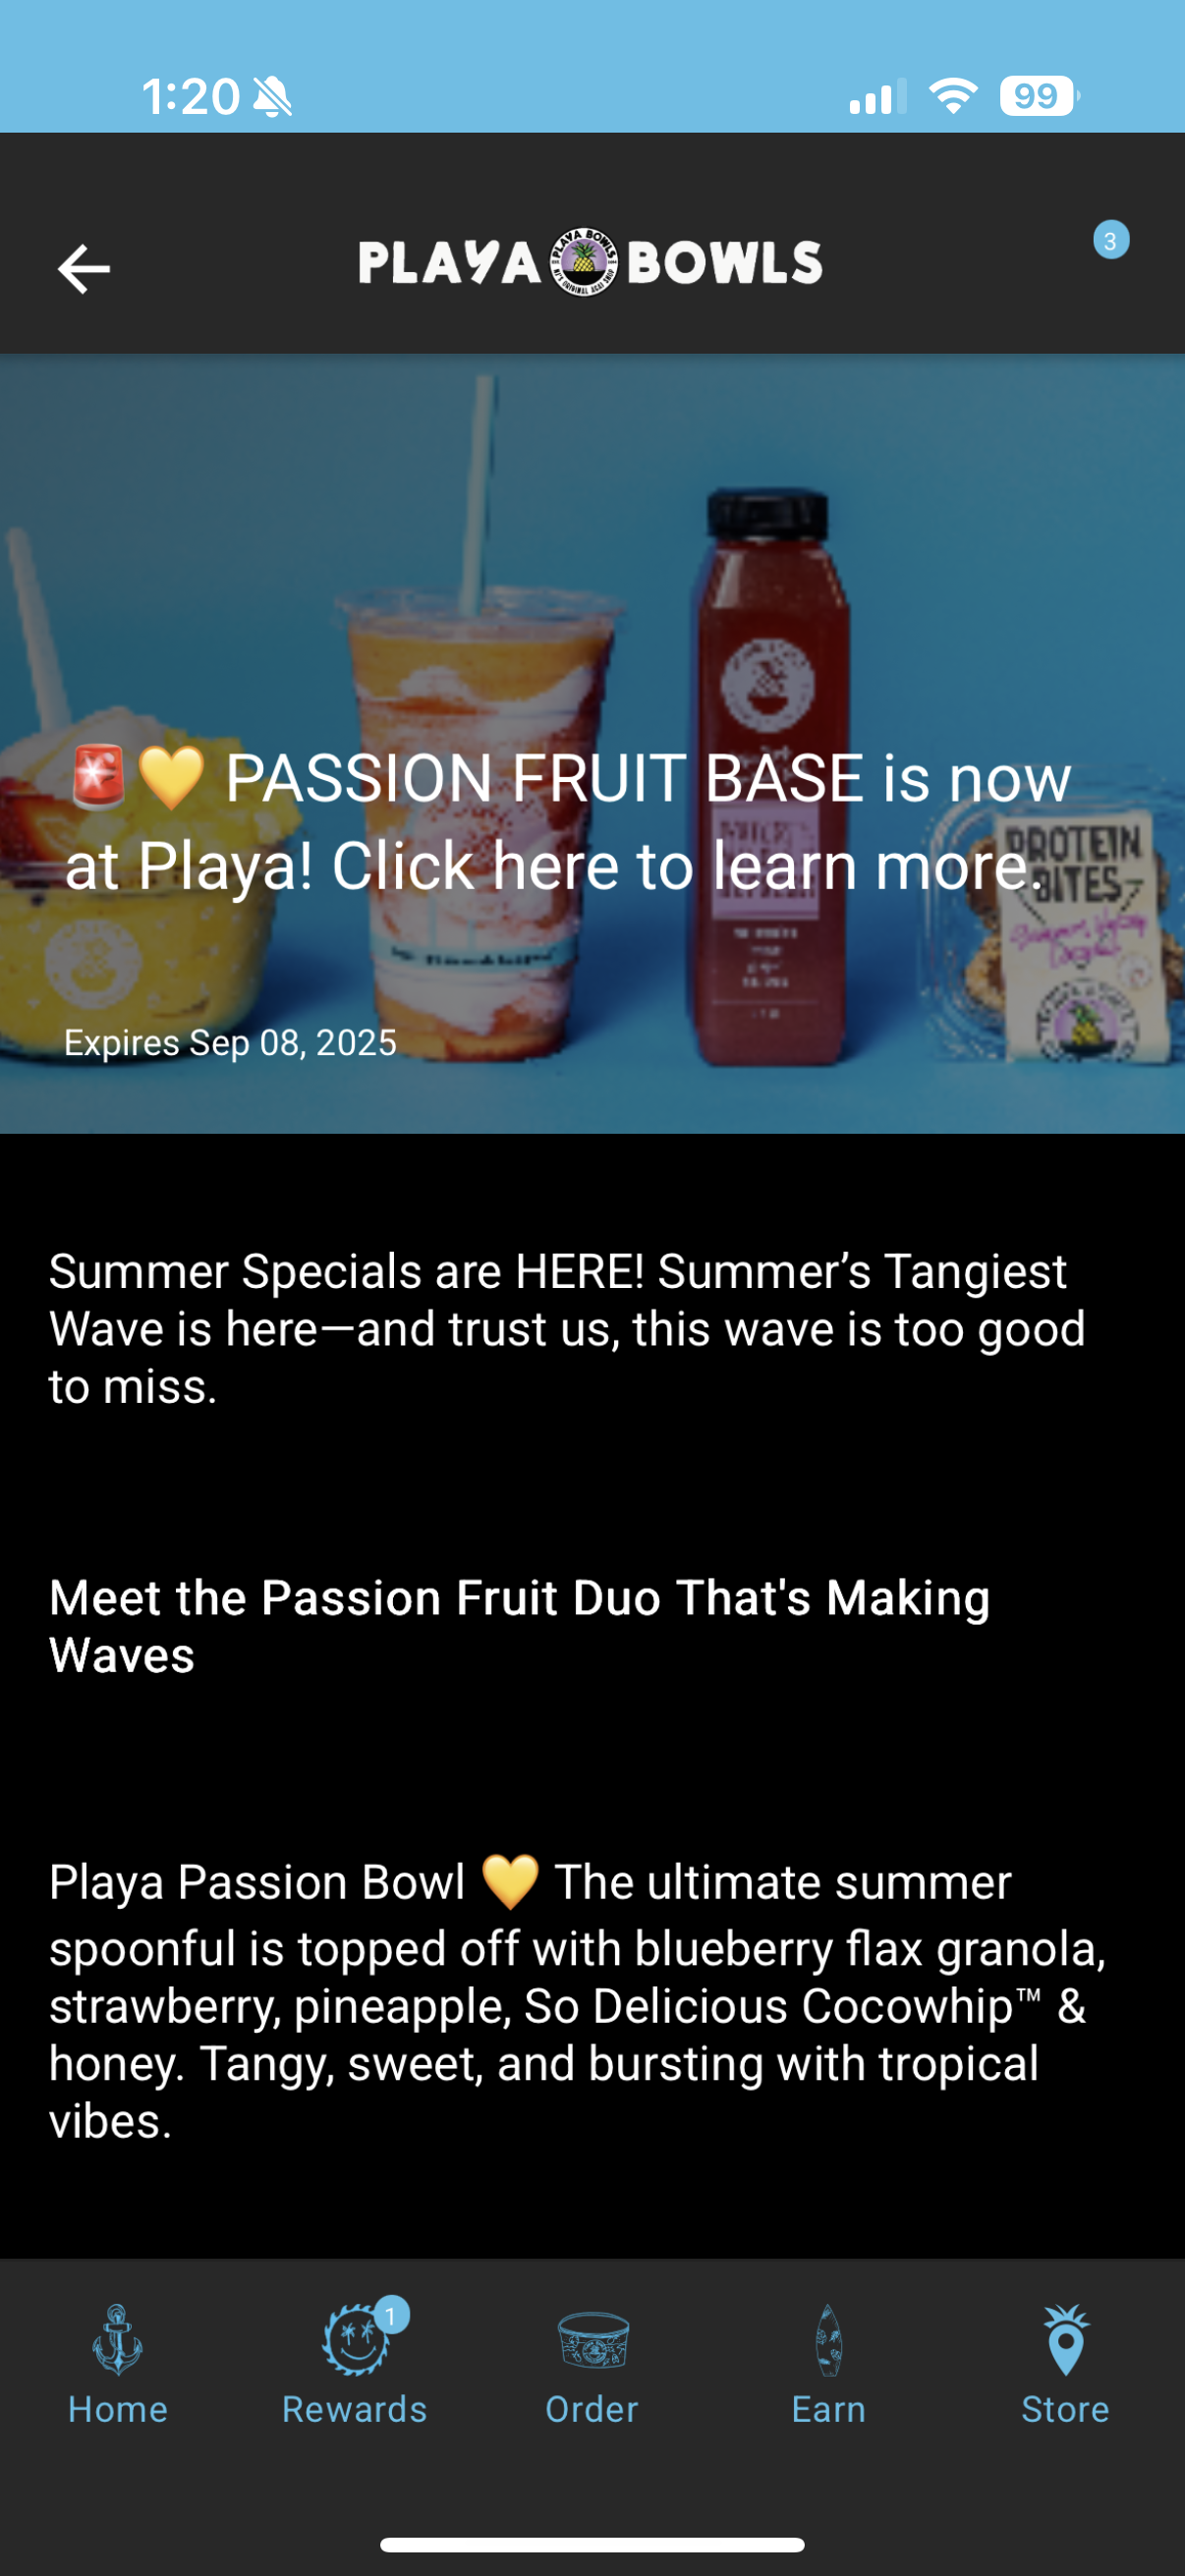 1:20
99
PLAYA BOWLS
3
🚨💛 PASSION FRUIT BASE is now
at Playa! Click here to learn more.
PROTEIN
BITES
Expires Sep 08, 2025
Summer Specials are HERE! Summer’s Tangiest
Wave is here—and trust us, this wave is too good
to miss.
Meet the Passion Fruit Duo That's Making
Waves
Playa Passion Bowl 💛 The ultimate summer
spoonful is topped off with blueberry flax granola,
strawberry, pineapple, So Delicious Cocowhip™ &
honey. Tangy, sweet, and bursting with tropical
vibes.
1
Home
Rewards
Order
Earn
Store